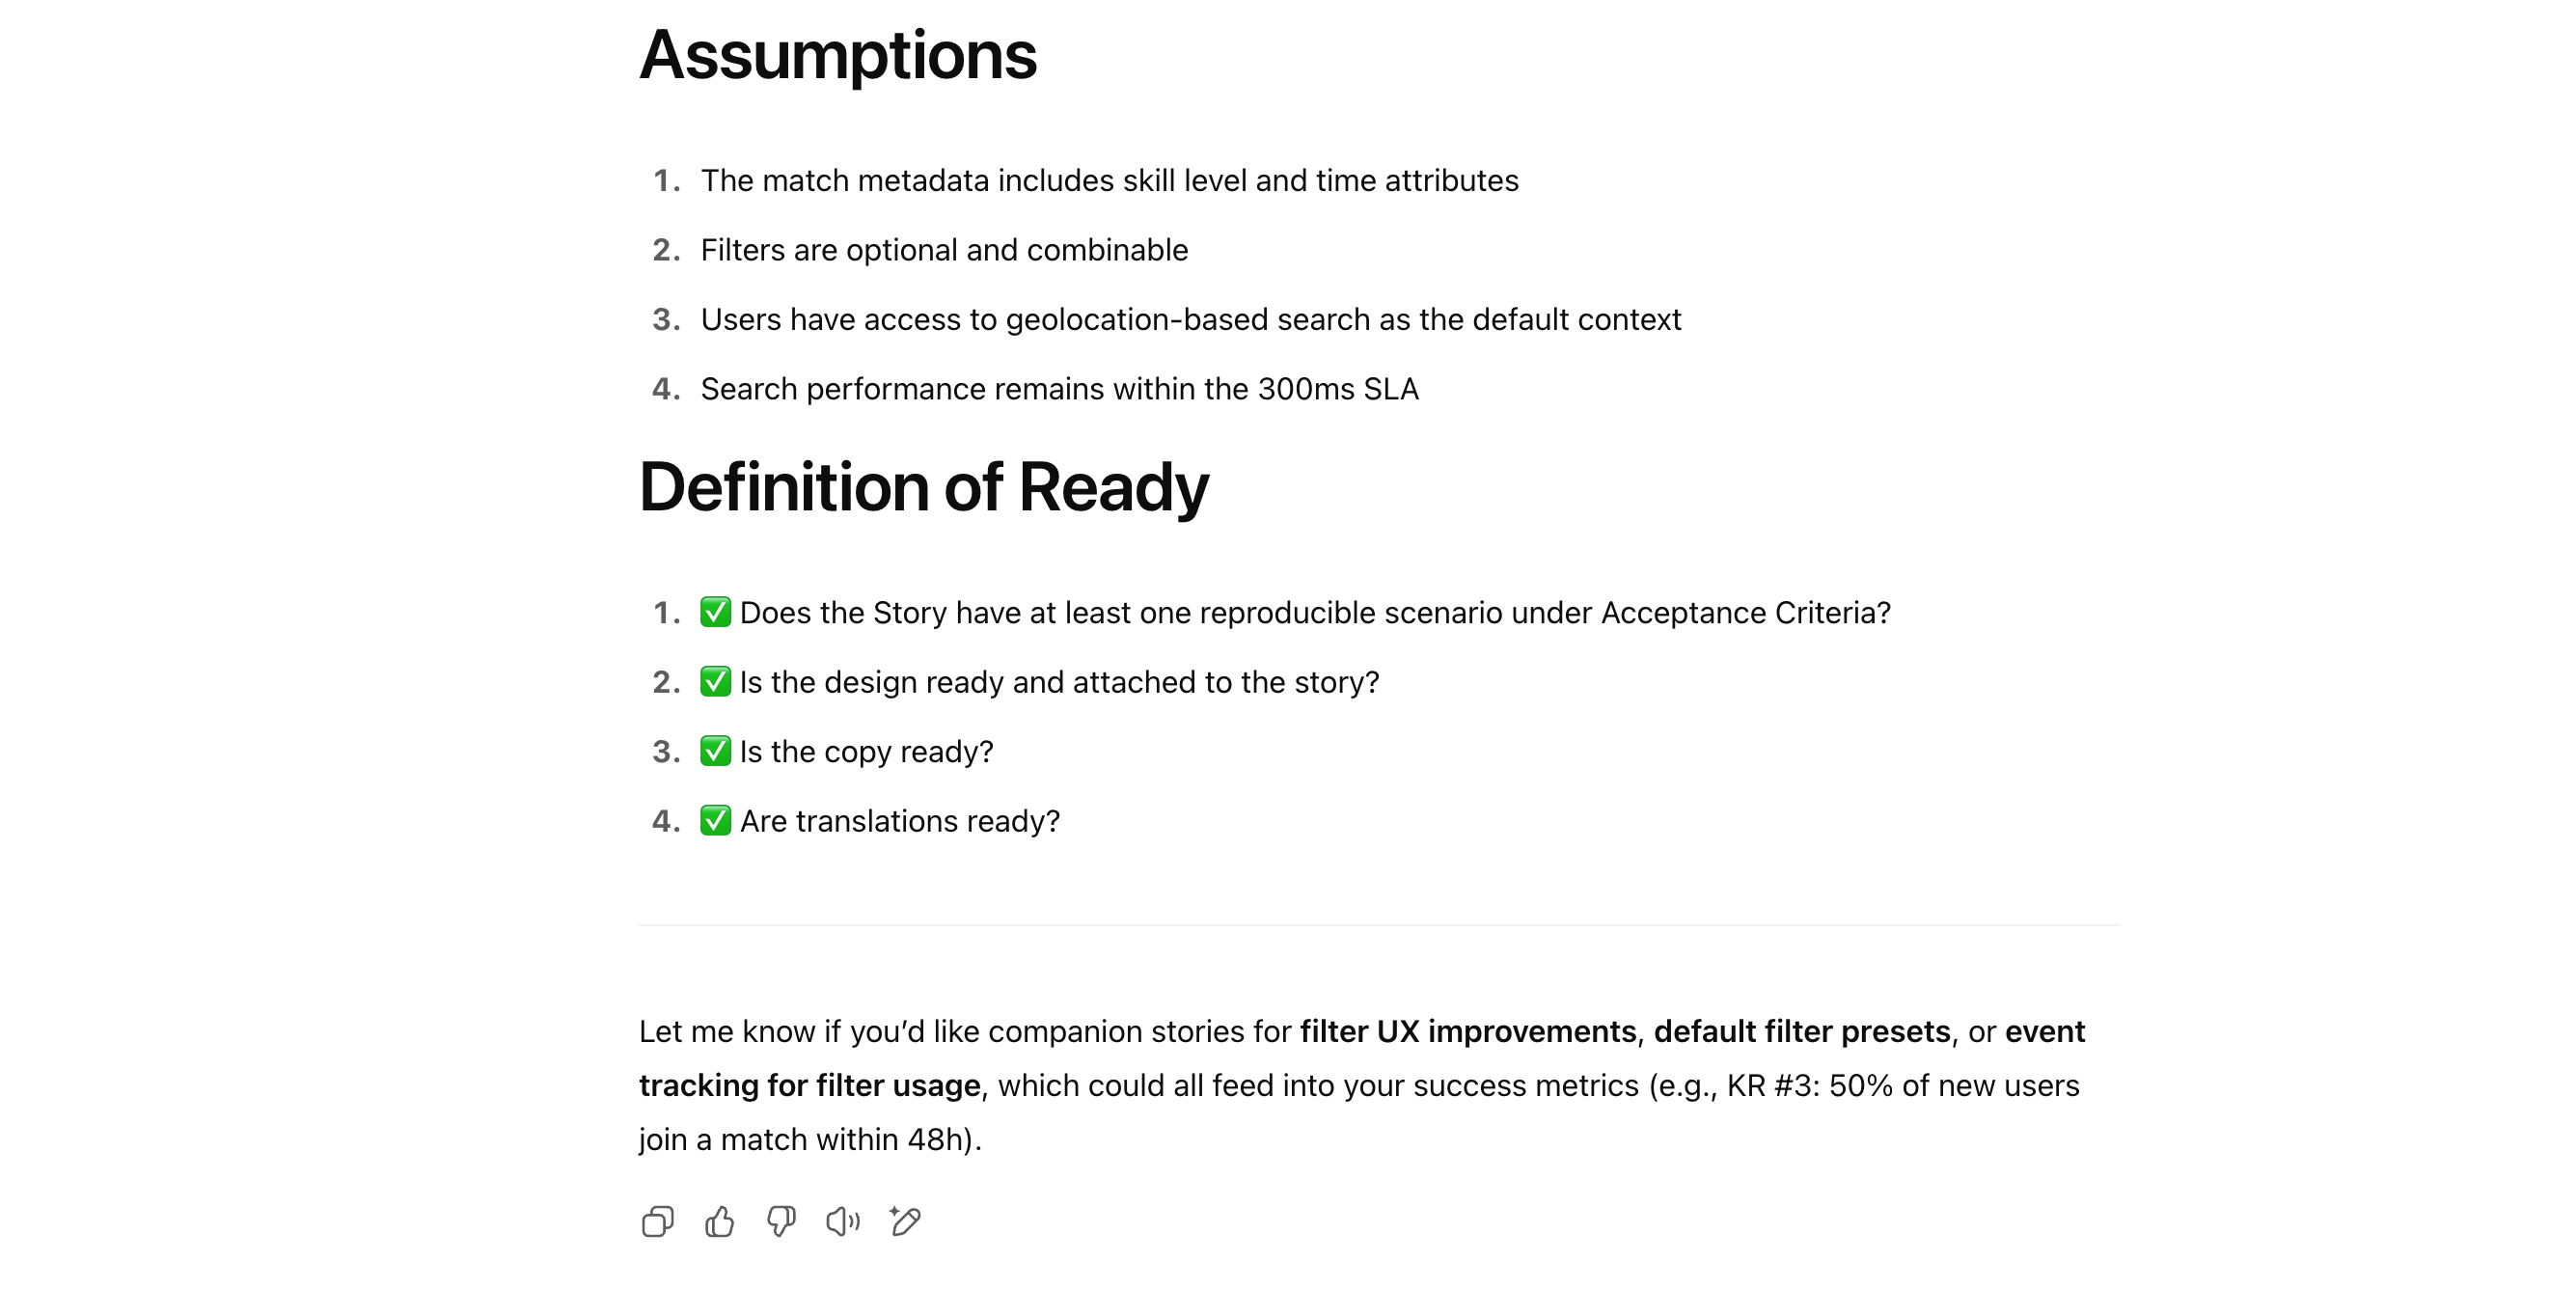 Assumptions
1. The match metadata includes skill level and time attributes
2. Filters are optional and combinable
3. Users have access to geolocation-based search as the default context
4. Search performance remains within the 300ms SLA
Definition of Ready
1. ✅ Does the Story have at least one reproducible scenario under Acceptance Criteria?
2. ✅ Is the design ready and attached to the story?
3. ✅ Is the copy ready?
4. ✅ Are translations ready?
Let me know if you’d like companion stories for filter UX improvements, default filter presets, or event
tracking for filter usage, which could all feed into your success metrics (e.g., KR #3: 50% of new users
join a match within 48h).